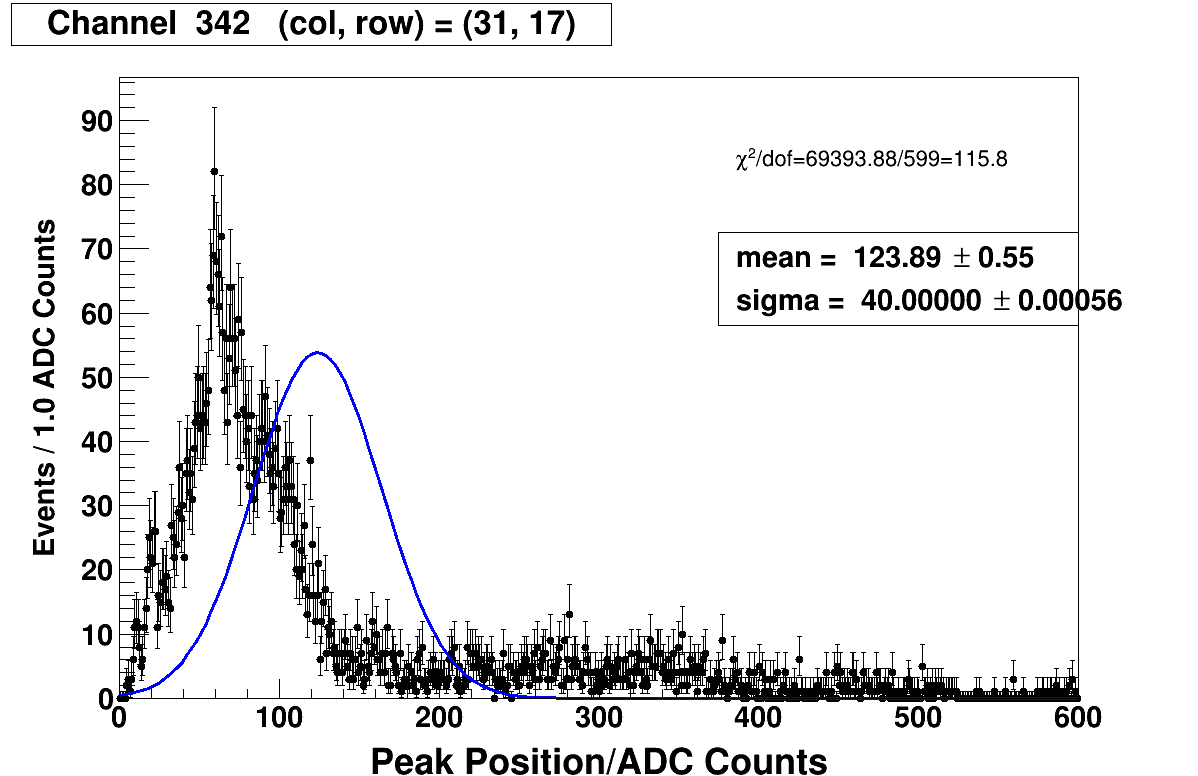 Channel 342 (col, row) = (31, 17)
χ²/dof=69393.88/599=115.8
mean = 123.89 ± 0.55
sigma = 40.00000 ± 0.00056
Events / 1.0 ADC Counts
90
80
70
60
50
40
30
20
10
0
0 100 200 300 400 500 600
Peak Position/ADC Counts